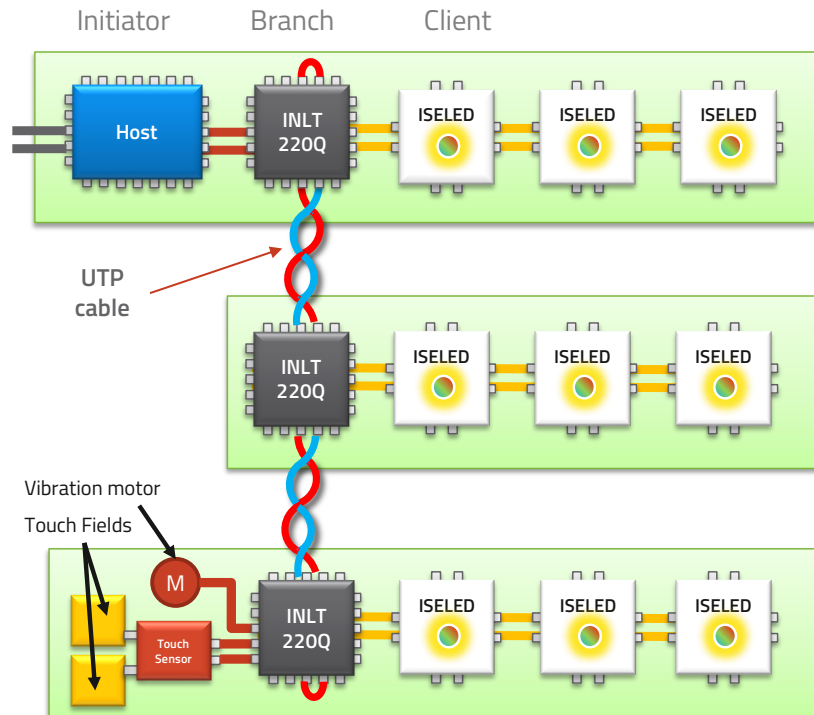 Initiator
Branch
Client
Host
INLT
220Q
ISELED
ISELED
ISELED
UTP
cable
INLT
220Q
ISELED
ISELED
ISELED
Vibration motor
Touch Fields
M
INLT
220Q
ISELED
ISELED
ISELED
Touch
Sensor